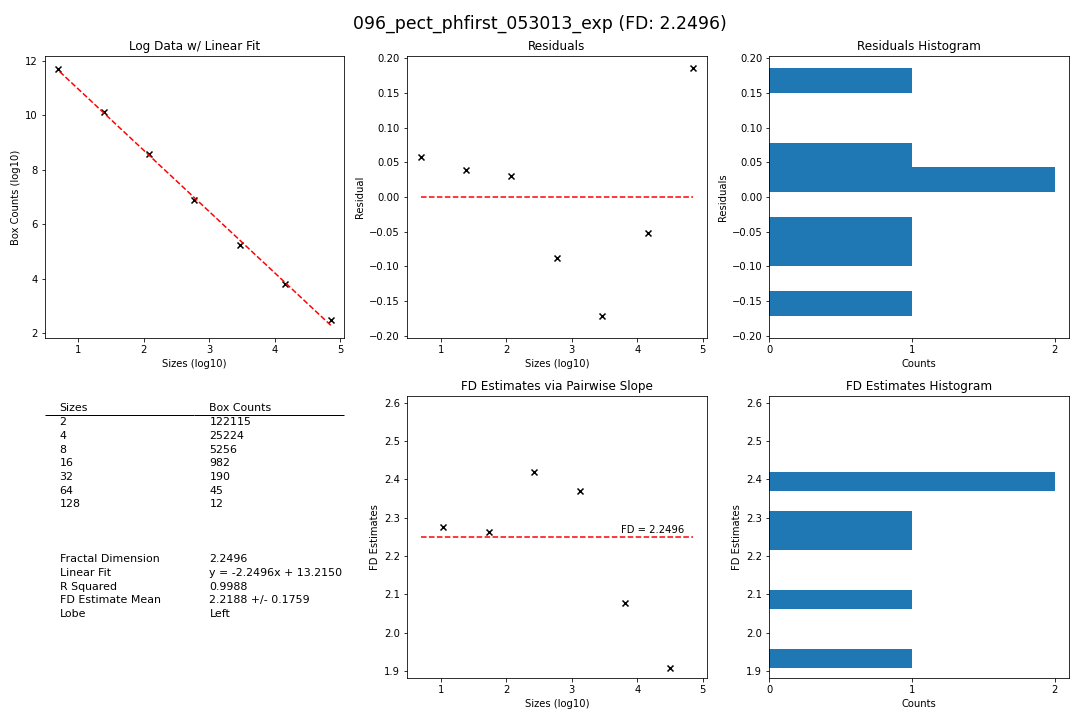 096_pect_phfirst_053013_exp (FD: 2.2496)
Log Data w/ Linear Fit
12
10
8
6
4
2
Box Counts (log10)
1 2 3 4 5
Sizes (log10)
Residuals
0.20
0.15
0.10
0.05
0.00
−0.05
−0.10
−0.15
−0.20
Residual
1 2 3 4 5
Sizes (log10)
Residuals Histogram
0.20
0.15
0.10
0.05
0.00
−0.05
−0.10
−0.15
−0.20
Residuals
0 1 2
Counts
Sizes Box Counts
2 122115
4 25224
8 5256
16 982
32 190
64 45
128 12
Fractal Dimension 2.2496
Linear Fit y = -2.2496x + 13.2150
R Squared 0.9988
FD Estimate Mean 2.2188 +/- 0.1759
Lobe Left
FD Estimates via Pairwise Slope
2.6
2.5
2.4
2.3
2.2
2.1
2.0
1.9
FD Estimates
FD = 2.2496
1 2 3 4 5
Sizes (log10)
FD Estimates Histogram
2.6
2.5
2.4
2.3
2.2
2.1
2.0
1.9
FD Estimates
0 1 2
Counts